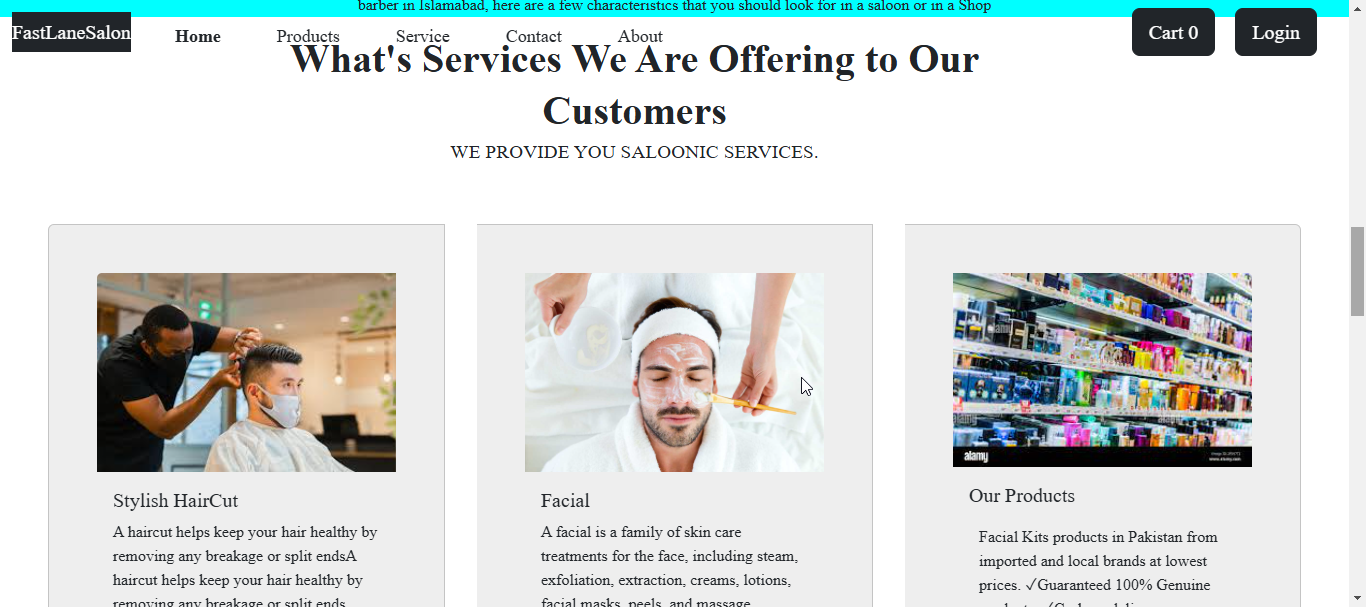 barber in Islamabad, here are a few characteristics that you should look for in a saloon or in a Shop
FastLaneSalon
Home
Products
Service
Contact
About
Cart 0
Login
What's Services We Are Offering to Our
Customers
WE PROVIDE YOU SALOONIC SERVICES.
Stylish HairCut
A haircut helps keep your hair healthy by
removing any breakage or split endsA
haircut helps keep your hair healthy by
removing any breakage or split ends
Facial
A facial is a family of skin care
treatments for the face, including steam,
exfoliation, extraction, creams, lotions,
facial masks, peels, and massage
alamy
www.alamy.com
Our Products
Facial Kits products in Pakistan from
imported and local brands at lowest
prices. ✓Guaranteed 100% Genuine